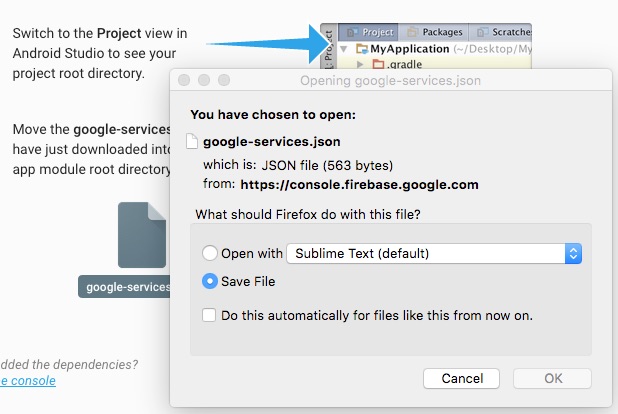 Switch to the Project view in
Android Studio to see your
project root directory.
Project
Packages
Scratche
Project
MyApplication (~/Desktop/My
.gradle
Move the google-services
have just downloaded into
app module root directory
google-services
dded the dependencies?
e console
Opening google-services.json
You have chosen to open:
google-services.json
which is: JSON file (563 bytes)
from: https://console.firebase.google.com
What should Firefox do with this file?
Open with Sublime Text (default)
Save File
Do this automatically for files like this from now on.
Cancel OK